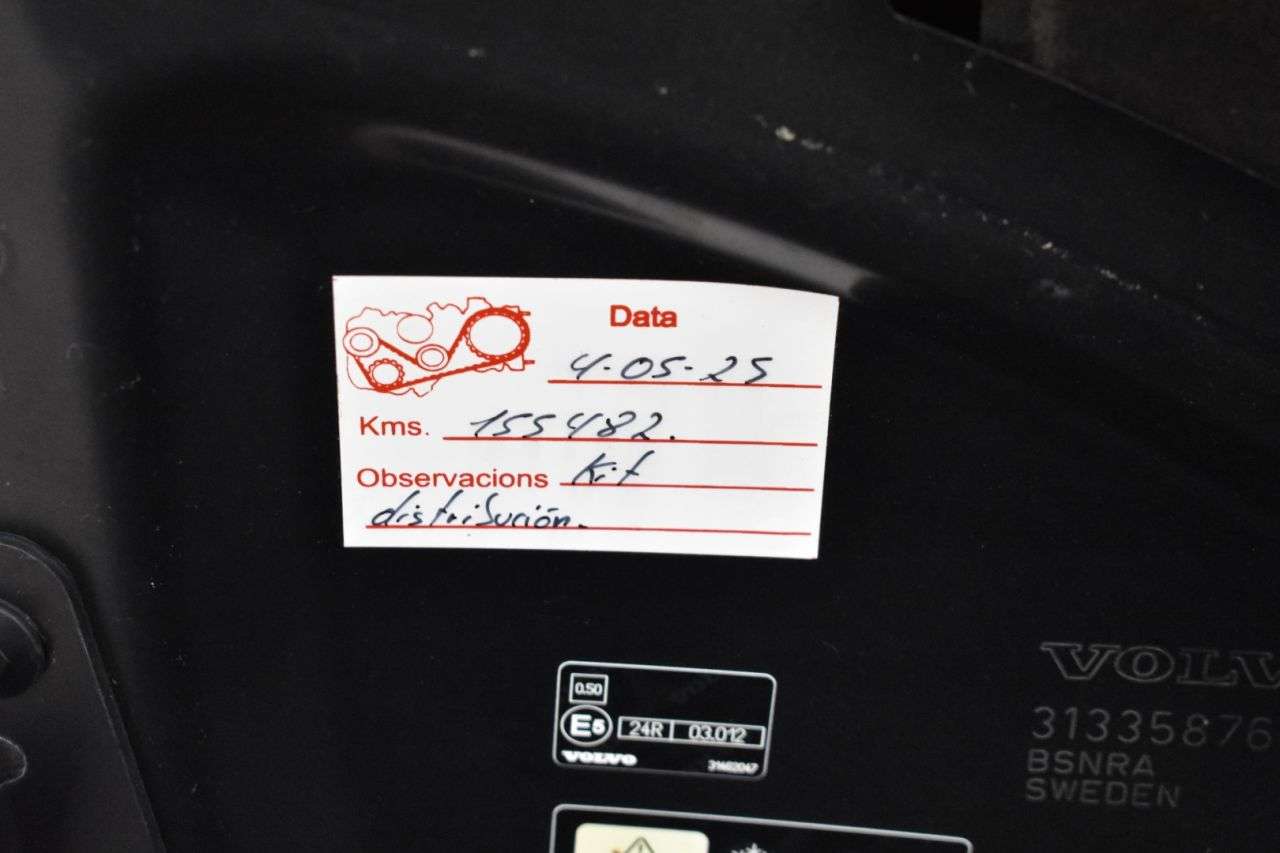 Data
4-05-25
Kms. 155482.
Observacions Kit
distribución.
0.50
E5 24R 03.012
VOLVO 31462047
VOLV
31335876
BSNRA
SWEDEN